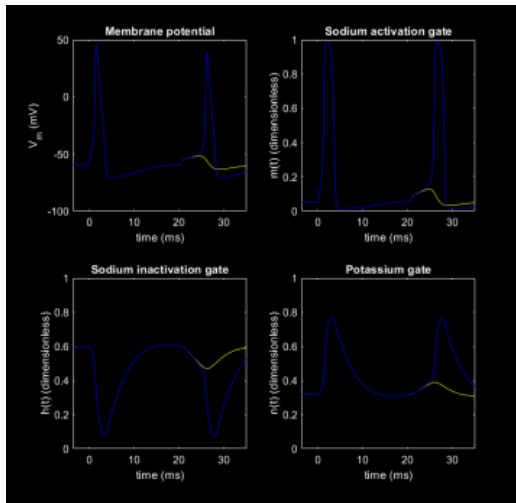 Membrane potential
50
0
-50
-100
V_m (mV)
0 10 20 30
time (ms)
Sodium activation gate
1
0.8
0.6
0.4
0.2
0
m(t) (dimensionless)
0 10 20 30
time (ms)
Sodium inactivation gate
1
0.8
0.6
0.4
0.2
0
h(t) (dimensionless)
0 10 20 30
time (ms)
Potassium gate
1
0.8
0.6
0.4
0.2
0
n(t) (dimensionless)
0 10 20 30
time (ms)